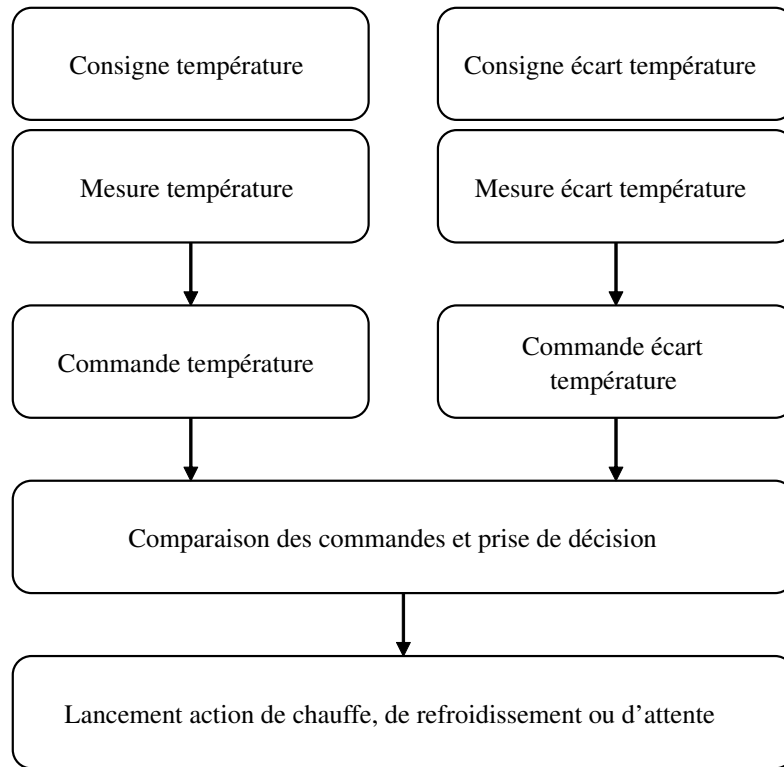 Consigne température
Consigne écart température
Mesure température
Mesure écart température
Commande température
Commande écart
température
Comparaison des commandes et prise de décision
Lancement action de chauffe, de refroidissement ou d'attente